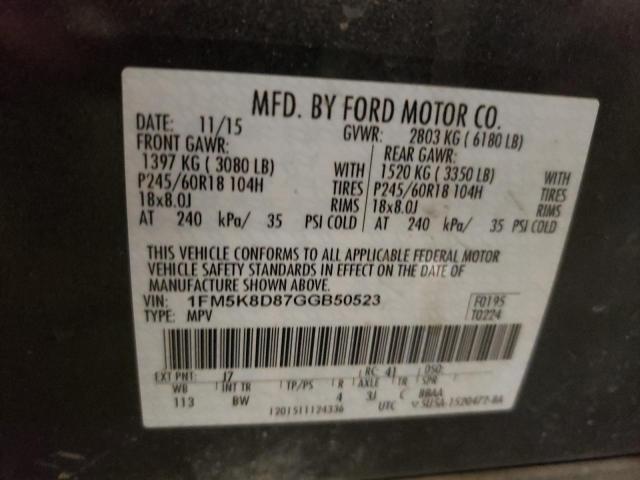 MFD. BY FORD MOTOR CO.
DATE: 11/15 GVWR: 2803 KG ( 6180 LB)
FRONT GAWR: REAR GAWR:
1397 KG ( 3080 LB) WITH 1520 KG ( 3350 LB) WITH
P245/60R18 104H TIRES P245/60R18 104H TIRES
18x8.0J RIMS 18x8.0J RIMS
AT 240 kPa/ 35 PSI COLD AT 240 kPa/ 35 PSI COLD
THIS VEHICLE CONFORMS TO ALL APPLICABLE FEDERAL MOTOR
VEHICLE SAFETY STANDARDS IN EFFECT ON THE DATE OF
MANUFACTURE SHOWN ABOVE.
VIN: 1FM5K8D87GGB50523 F0195
TYPE: MPV T0224
EXT PNT: J7 RC: 41 DSO:
WB INT TR TP/PS R AXLE TR SPR
113 BW 4 3J C BBAA
1201511124336 UTC